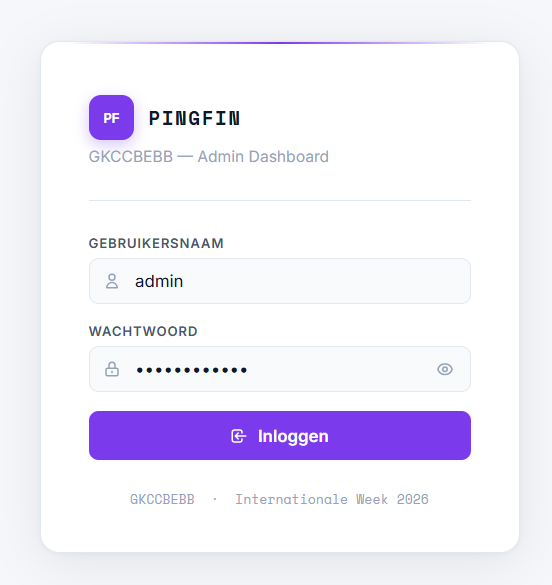 PF
PINGFIN
GKCCBEBB — Admin Dashboard
GEBRUIKERSNAAM
admin
WACHTWOORD
••••••••••••
Inloggen
GKCCBEBB · Internationale Week 2026